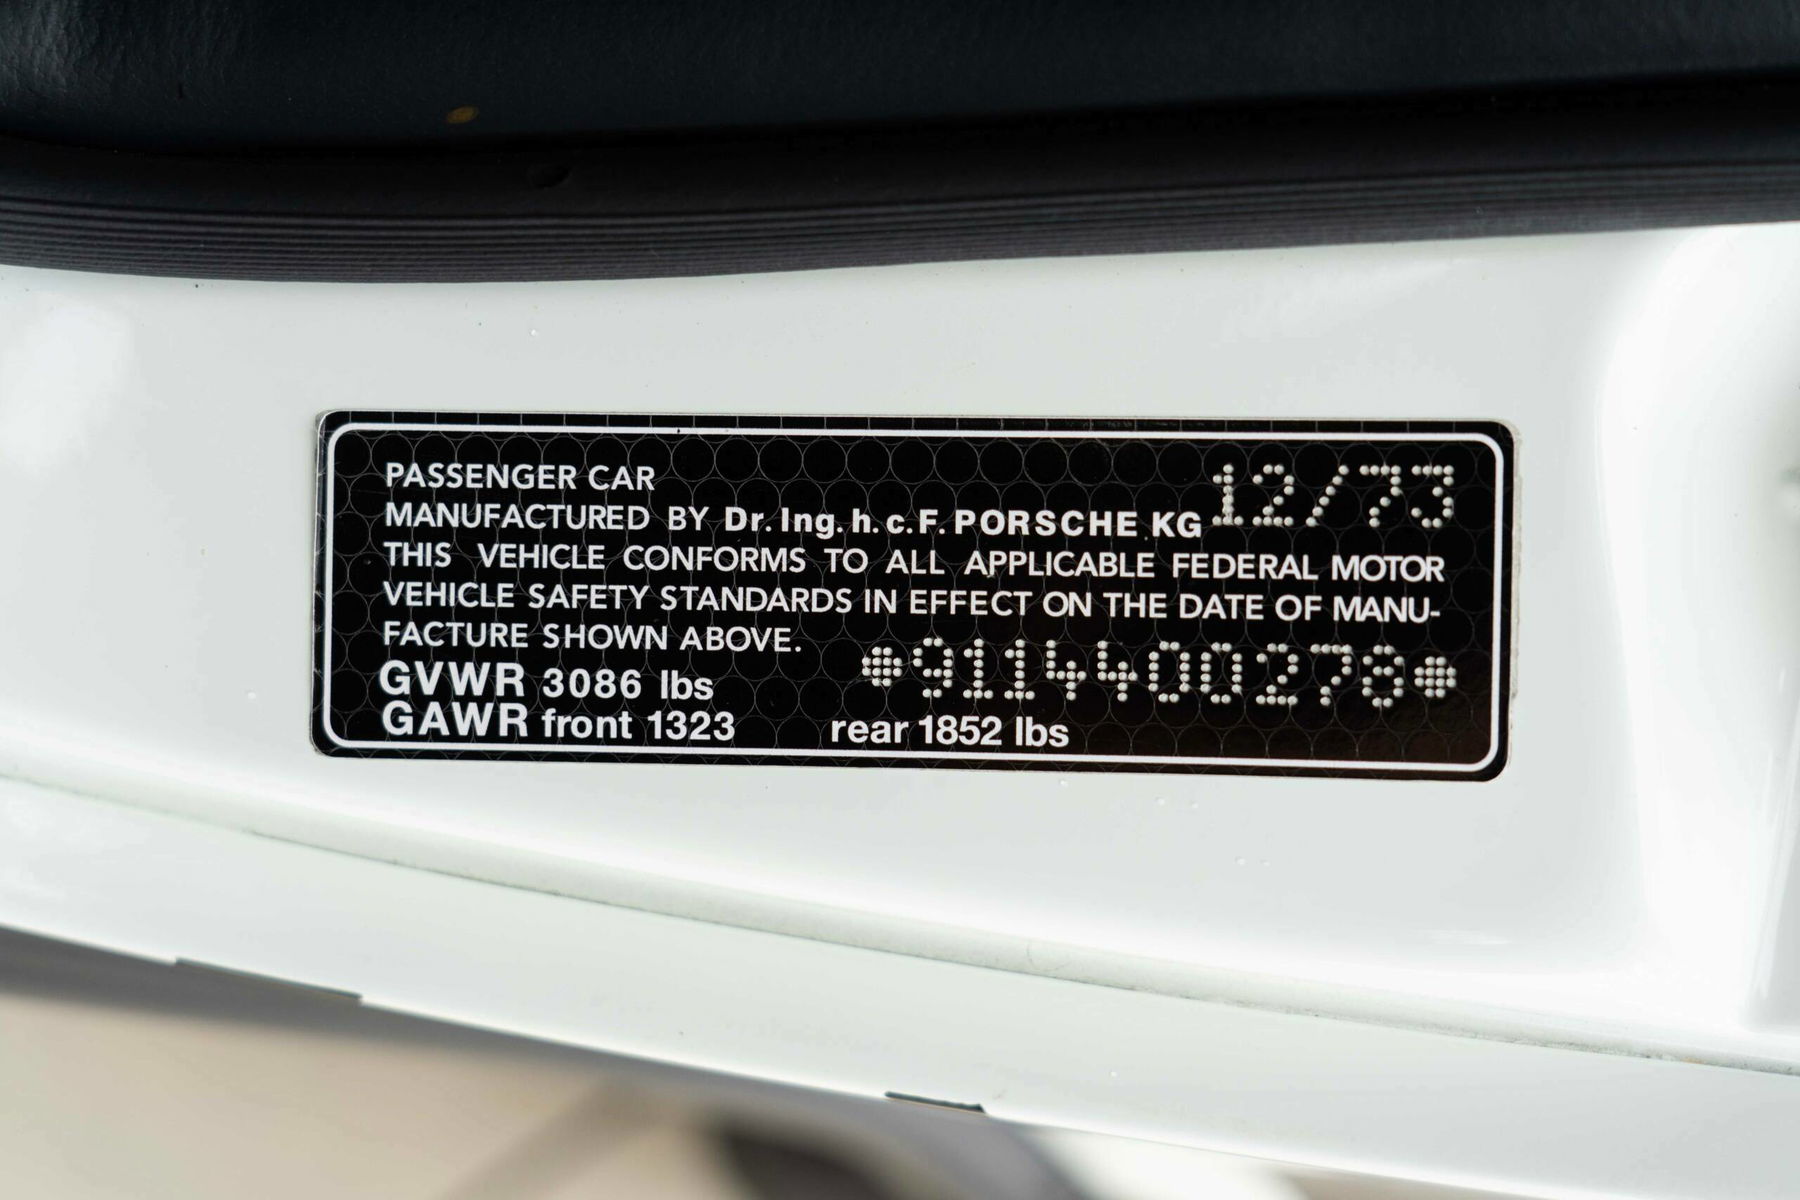 PASSENGER CAR
MANUFACTURED BY Dr. Ing. h. c. F. PORSCHE KG 12/73
THIS VEHICLE CONFORMS TO ALL APPLICABLE FEDERAL MOTOR
VEHICLE SAFETY STANDARDS IN EFFECT ON THE DATE OF MANU-
FACTURE SHOWN ABOVE.
GVWR 3086 lbs *9114400278*
GAWR front 1323 rear 1852 lbs